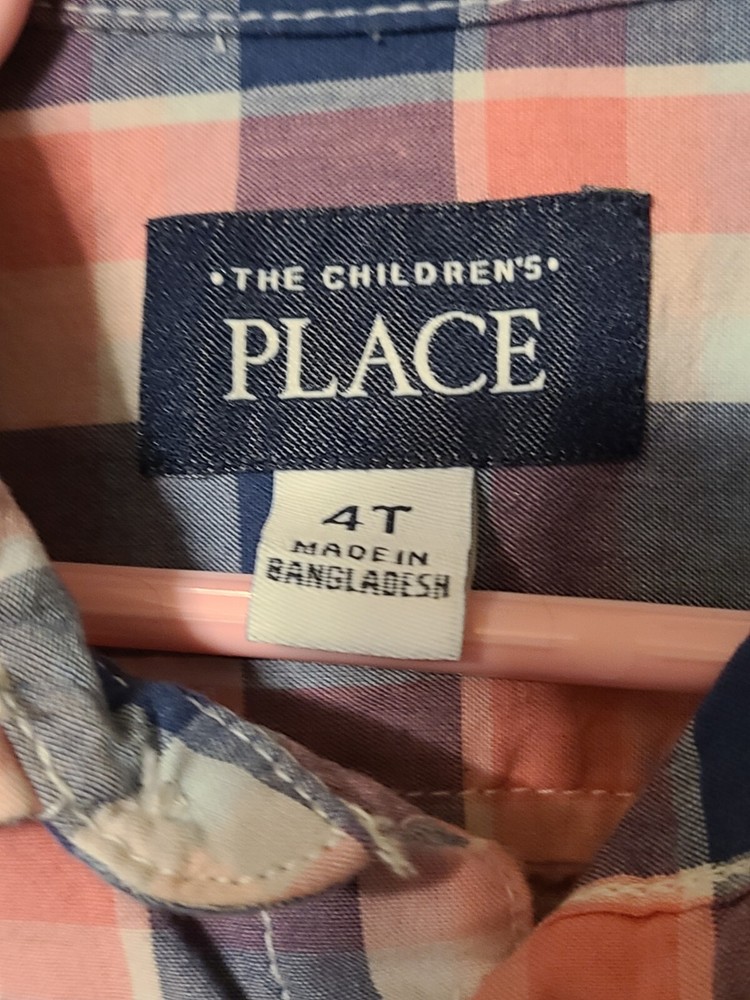 •THE CHILDREN'S•
PLACE
4T
MADE IN
BANGLADESH